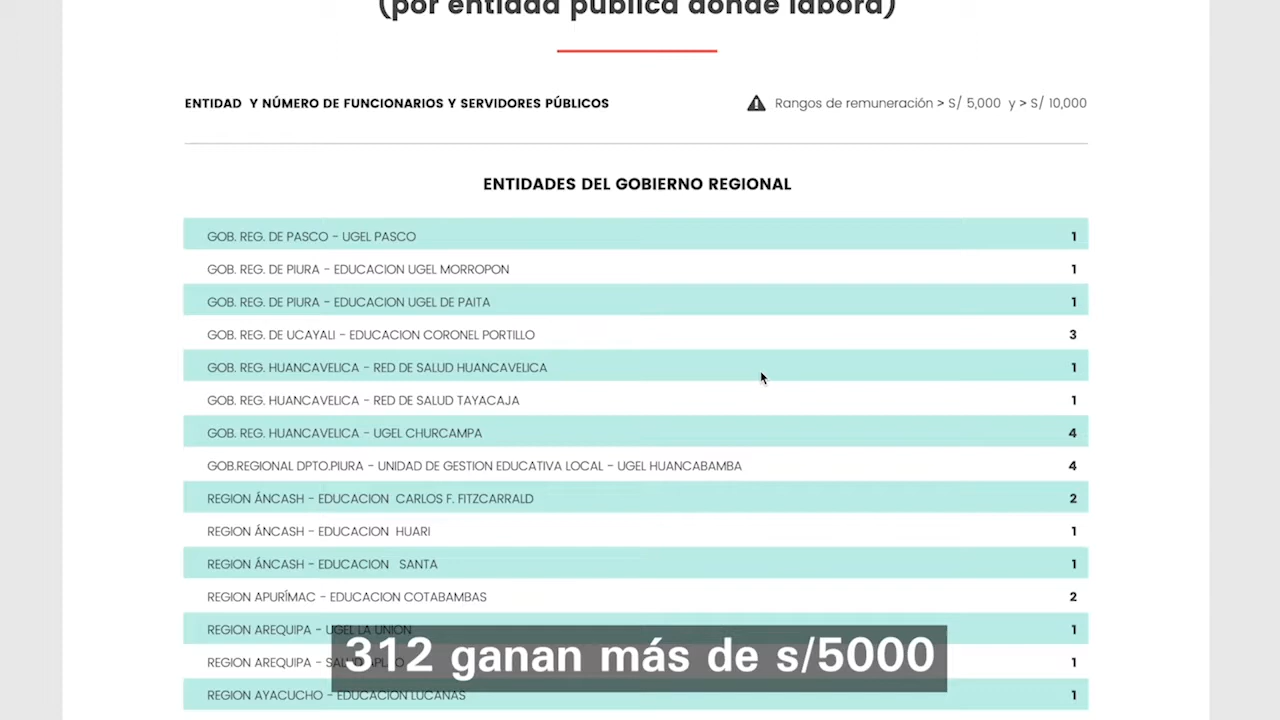 (por entidad pública donde labora)
ENTIDAD Y NÚMERO DE FUNCIONARIOS Y SERVIDORES PÚBLICOS
Rangos de remuneración > S/ 5,000 y > S/ 10,000
ENTIDADES DEL GOBIERNO REGIONAL
GOB. REG. DE PASCO - UGEL PASCO 1
GOB. REG. DE PIURA - EDUCACION UGEL MORROPON 1
GOB. REG. DE PIURA - EDUCACION UGEL DE PAITA 1
GOB. REG. DE UCAYALI - EDUCACION CORONEL PORTILLO 3
GOB. REG. HUANCAVELICA - RED DE SALUD HUANCAVELICA 1
GOB. REG. HUANCAVELICA - RED DE SALUD TAYACAJA 1
GOB. REG. HUANCAVELICA - UGEL CHURCAMPA 4
GOB.REGIONAL DPTO.PIURA - UNIDAD DE GESTION EDUCATIVA LOCAL - UGEL HUANCABAMBA 4
REGION ÁNCASH - EDUCACION CARLOS F. FITZCARRALD 2
REGION ÁNCASH - EDUCACION HUARI 1
REGION ÁNCASH - EDUCACION SANTA 1
REGION APURÍMAC - EDUCACION COTABAMBAS 2
REGION AREQUIPA - UGEL LA UNION 1
REGION AREQUIPA - 1
REGION AYACUCHO - EDUCACION LUCANAS 1
312 ganan más de s/5000